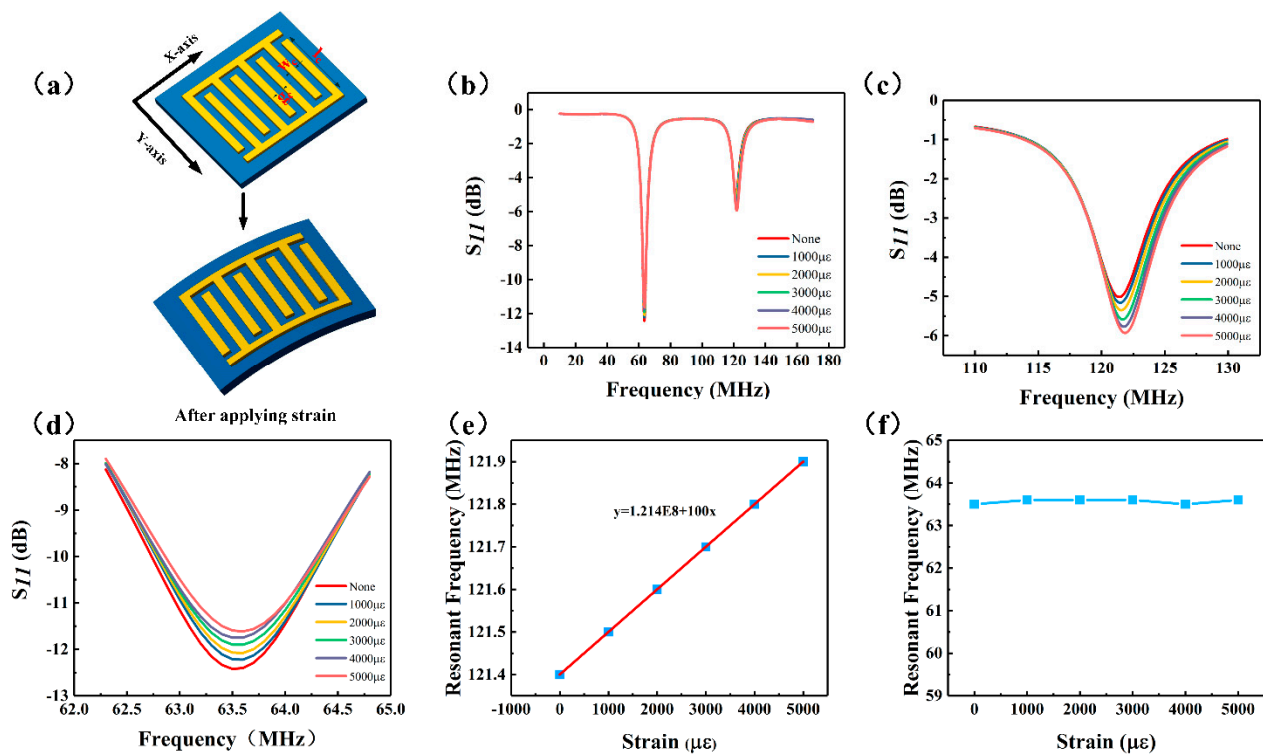 (a)
X-axis
Y-axis
After applying strain
(b)
S11 (dB)
0
-2
-4
-6
-8
-10
-12
-14
0 20 40 60 80 100 120 140 160 180
Frequency (MHz)
None
1000με
2000με
3000με
4000με
5000με
(c)
S11 (dB)
0
-1
-2
-3
-4
-5
-6
110 115 120 125 130
Frequency (MHz)
None
1000με
2000με
3000με
4000με
5000με
(d)
S11 (dB)
-8
-9
-10
-11
-12
-13
62.0 62.5 63.0 63.5 64.0 64.5 65.0
Frequency (MHz)
None
1000με
2000με
3000με
4000με
5000με
(e)
Resonant Frequency (MHz)
121.9
121.8
121.7
121.6
121.5
121.4
y=1.214E8+100x
-1000 0 1000 2000 3000 4000 5000
Strain (με)
(f)
Resonant Frequency (MHz)
65
64
63
62
61
60
59
0 1000 2000 3000 4000 5000
Strain (με)